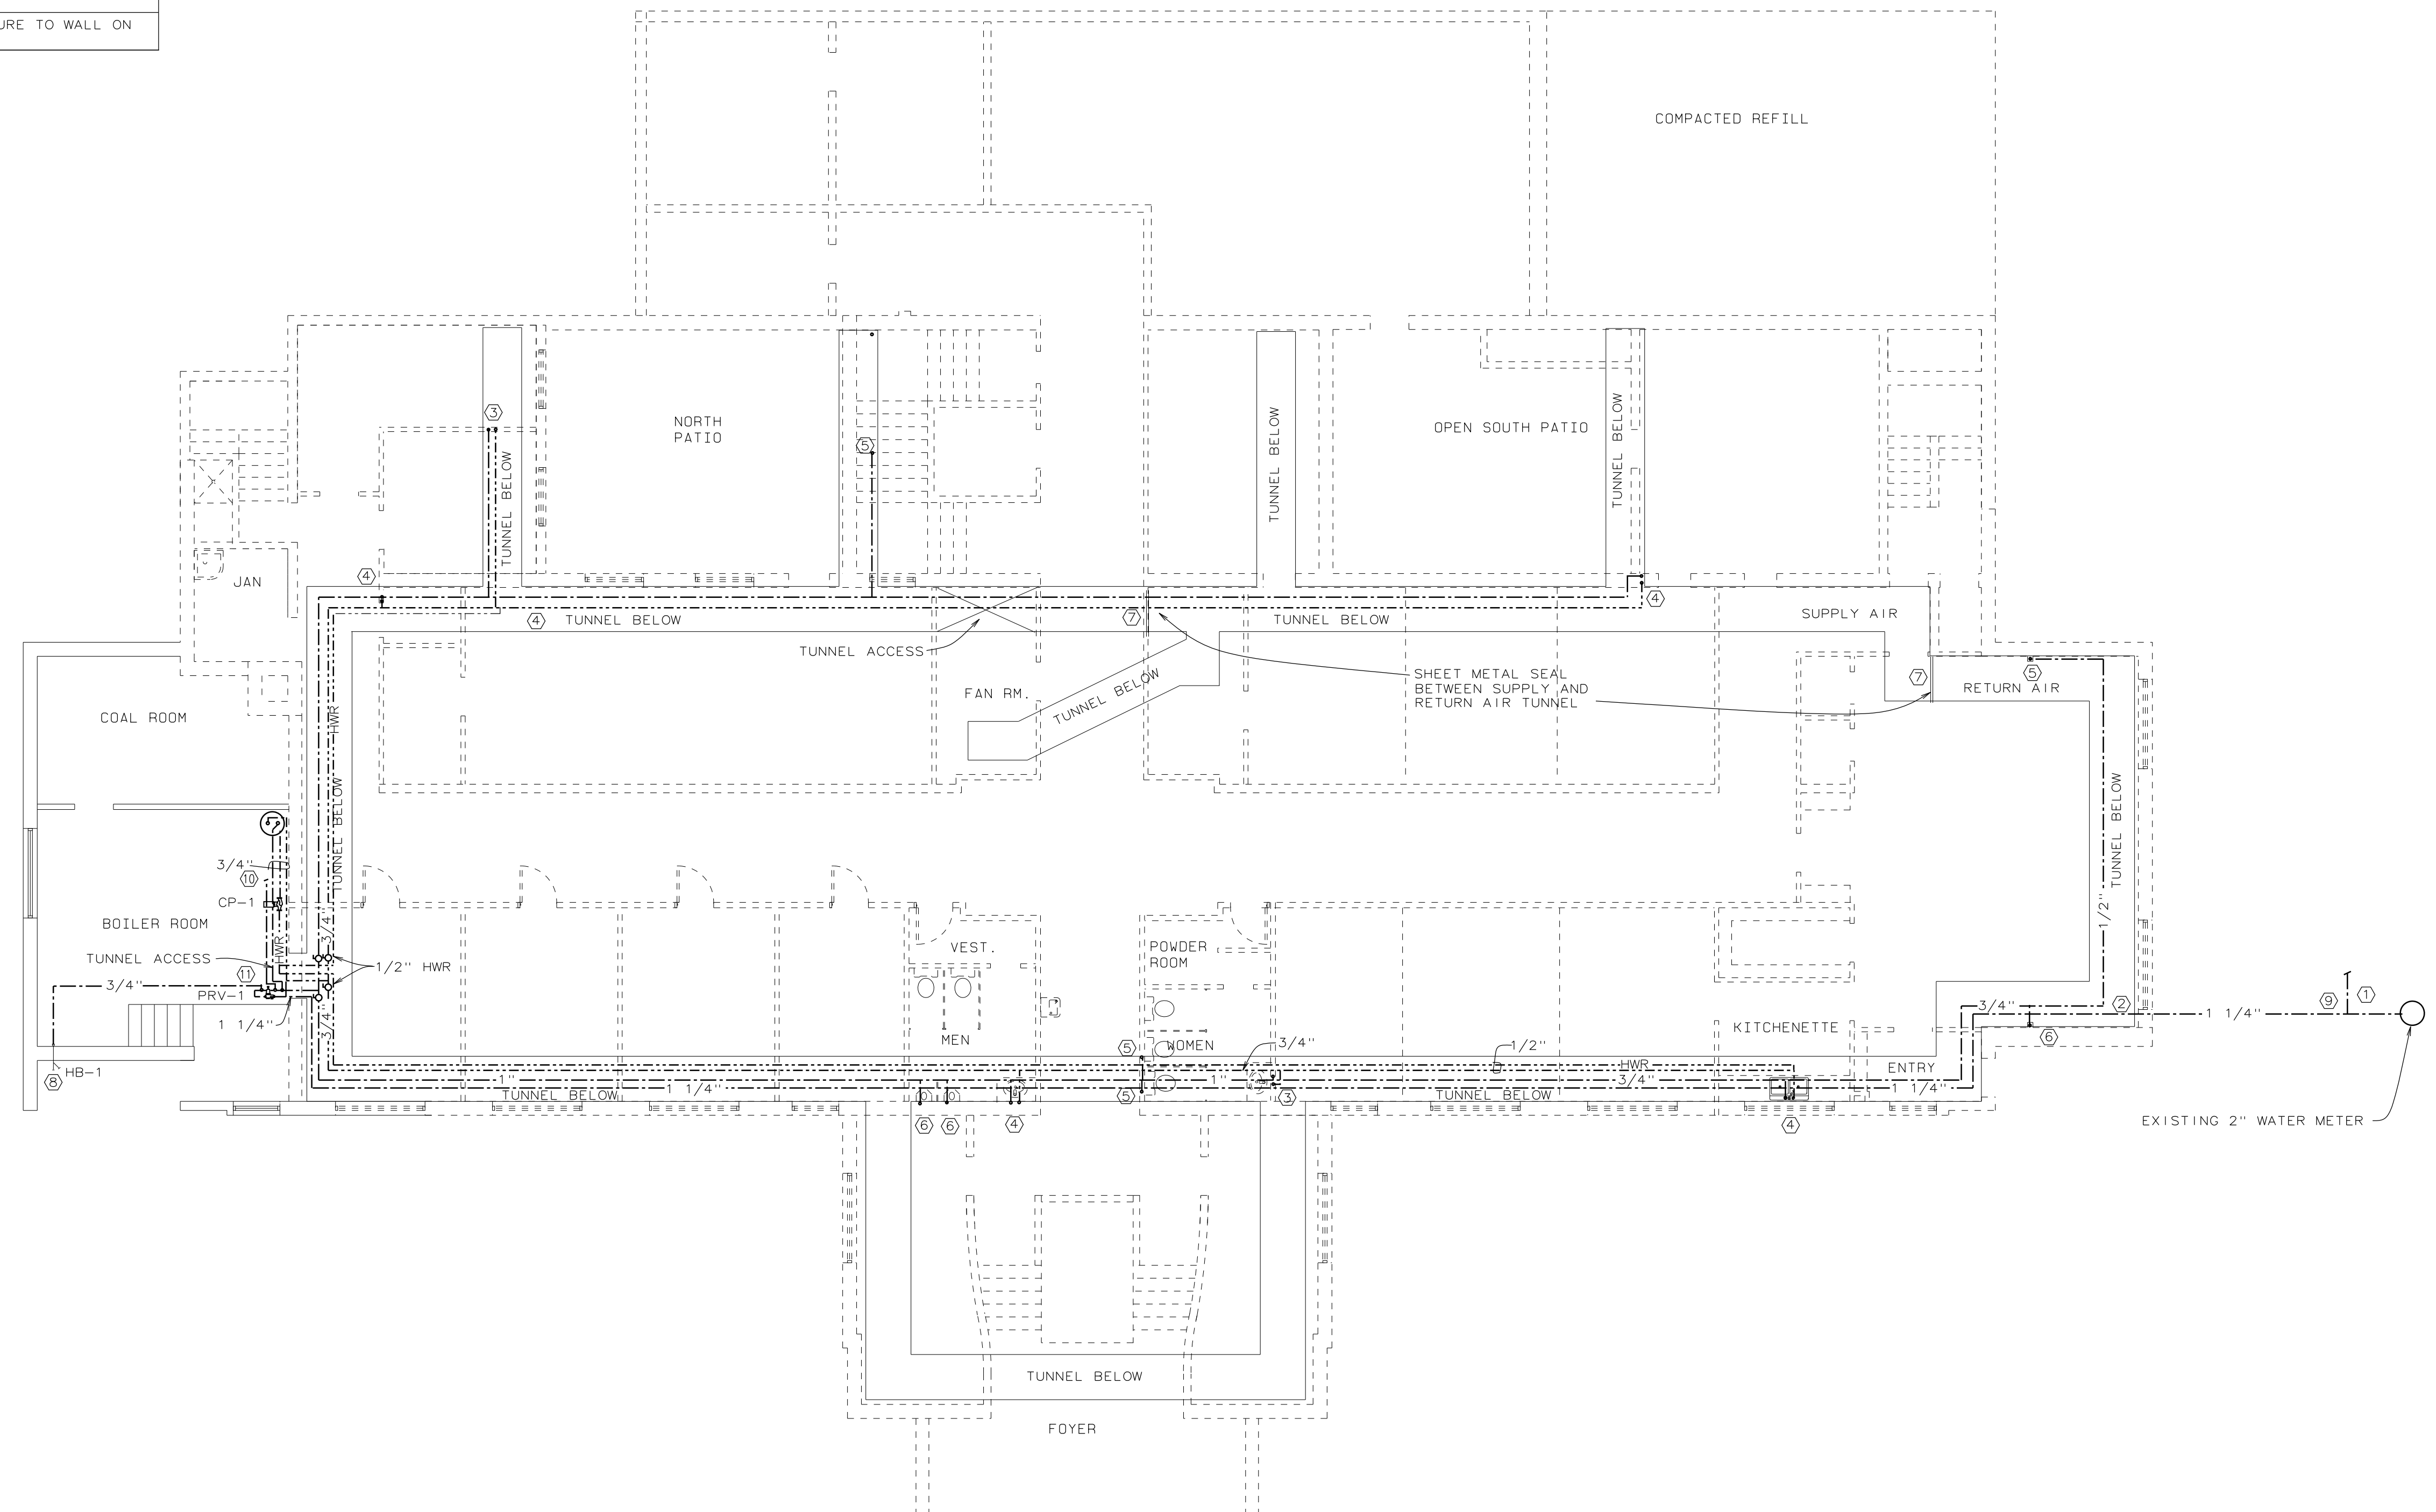 URE TO WALL ON
COMPACTED REFILL
3
NORTH
PATIO
5
TUNNEL BELOW
TUNNEL BELOW
OPEN SOUTH PATIO
TUNNEL BELOW
4
JAN
4
TUNNEL BELOW
7
TUNNEL BELOW
4
SUPPLY AIR
TUNNEL ACCESS
FAN RM.
TUNNEL BELOW
SHEET METAL SEAL
BETWEEN SUPPLY AND
RETURN AIR TUNNEL
7
RETURN AIR
5
COAL ROOM
HWR
TUNNEL BELOW
TUNNEL BELOW
3/4"
10
CP-1
BOILER ROOM
HWR
3/4"
TUNNEL ACCESS
11
1/2" HWR
3/4"
PRV-1
1 1/4"
3/4"
8
HB-1
VEST.
MEN
POWDER
ROOM
WOMEN
5
3/4"
1/2"
KITCHENETTE
1/2"
3/4"
2
6
1 1/4"
9
1
HWR
ENTRY
1"
1 1/4"
1"
3/4"
1 1/4"
TUNNEL BELOW
5
3
TUNNEL BELOW
6
6
4
4
EXISTING 2" WATER METER
TUNNEL BELOW
FOYER